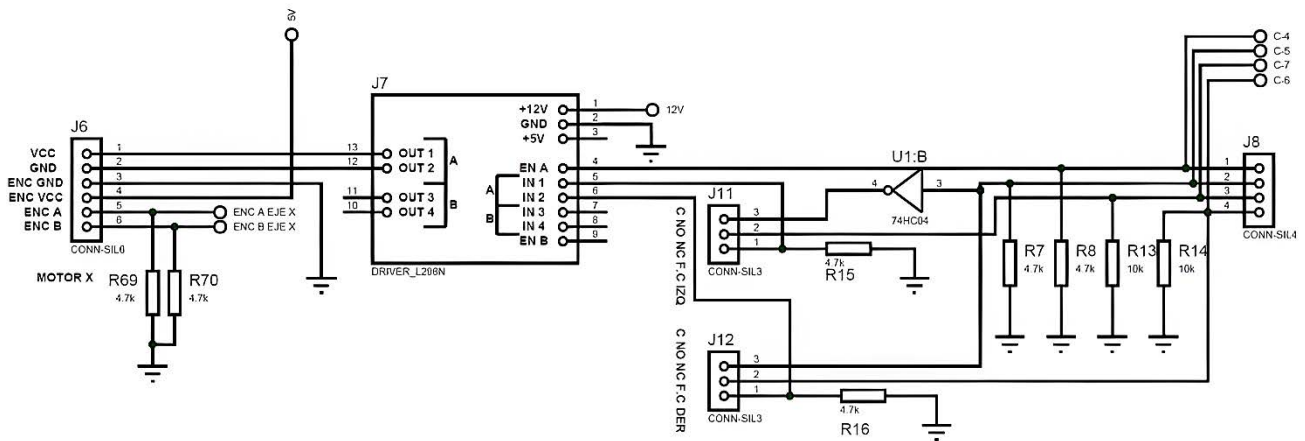 5V
J6
VCC
GND
ENC GND
ENC VCC
ENC A
ENC B
1
2
3
4
5
6
CONN-SIL6
MOTOR X
ENC A EJE X
ENC B EJE X
R69
4.7k
R70
4.7k
J7
13
12
11
10
OUT 1
OUT 2
OUT 3
OUT 4
A
B
+12V
GND
+5V
EN A
IN 1
IN 2
IN 3
IN 4
EN B
A
B
1
2
3
4
5
6
7
8
9
DRIVER_L298N
12V
U1:B
4
3
74HC04
J11
3
2
1
CONN-SIL3
C NO NC F.C IZQ
4.7k
R15
J12
3
2
1
CONN-SIL3
C NO NC F.C DER
4.7k
R16
R7
4.7k
R8
4.7k
R13
10k
R14
10k
C-4
C-5
C-7
C-6
J8
1
2
3
4
CONN-SIL4